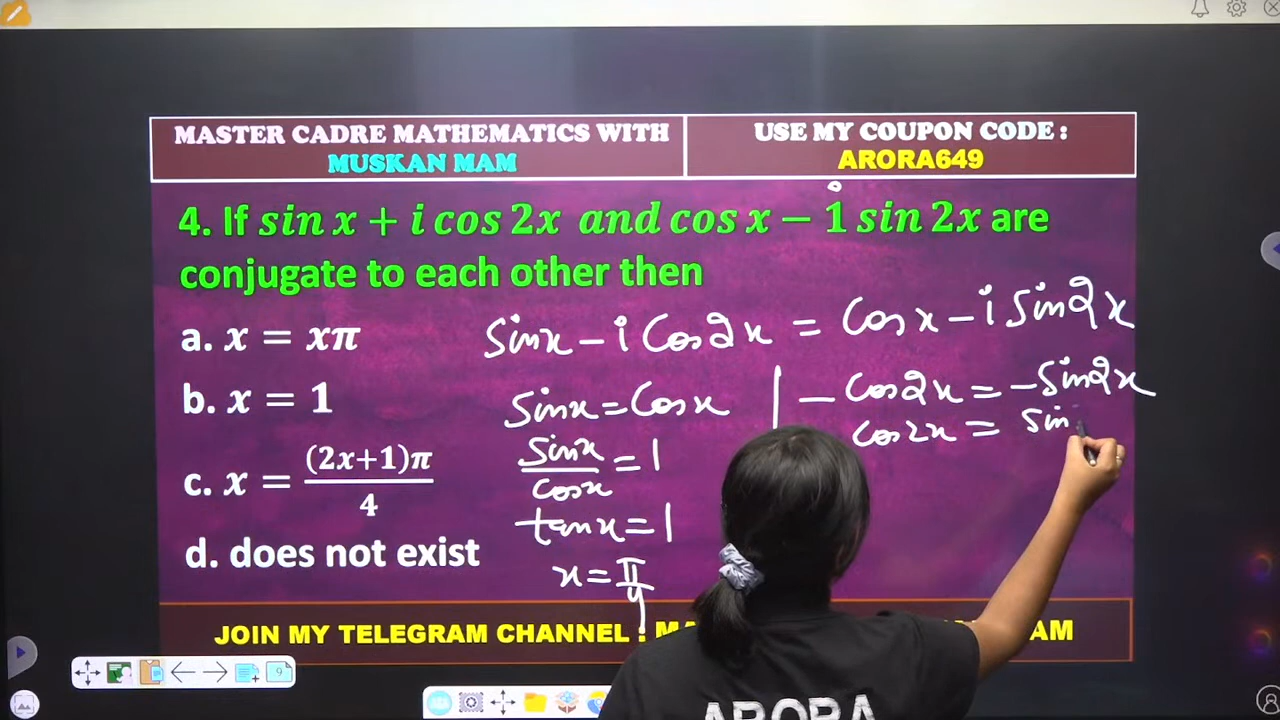 MASTER CADRE MATHEMATICS WITH
MUSKAN MAM
USE MY COUPON CODE :
ARORA649
4. If sin x + i cos 2x and cos x − i sin 2x are
conjugate to each other then
a. x = xπ
b. x = 1
c. x = (2x+1)π / 4
d. does not exist
sinx − i cos2x = cosx − i sin2x
sinx = cosx
sinx / cosx = 1
tanx = 1
x = π/4
− cos2x = − sin2x
cos2x = sin
JOIN MY TELEGRAM CHANNEL :
9
ARORA